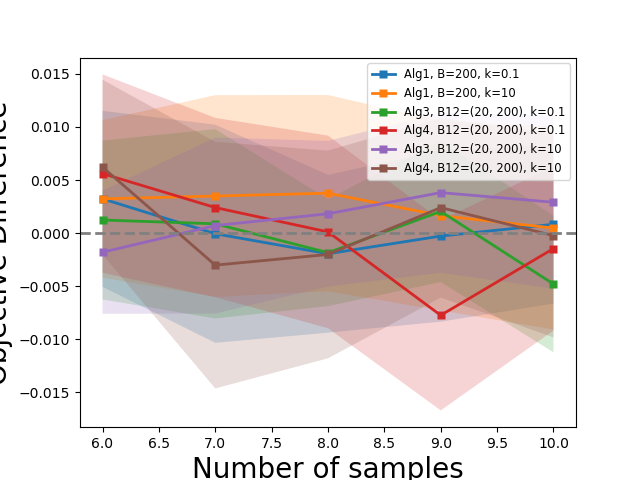 0.015
0.010
0.005
0.000
−0.005
−0.010
−0.015
Objective Difference
Alg1, B=200, k=0.1
Alg1, B=200, k=10
Alg3, B12=(20, 200), k=0.1
Alg4, B12=(20, 200), k=0.1
Alg3, B12=(20, 200), k=10
Alg4, B12=(20, 200), k=10
6.0 6.5 7.0 7.5 8.0 8.5 9.0 9.5 10.0
Number of samples